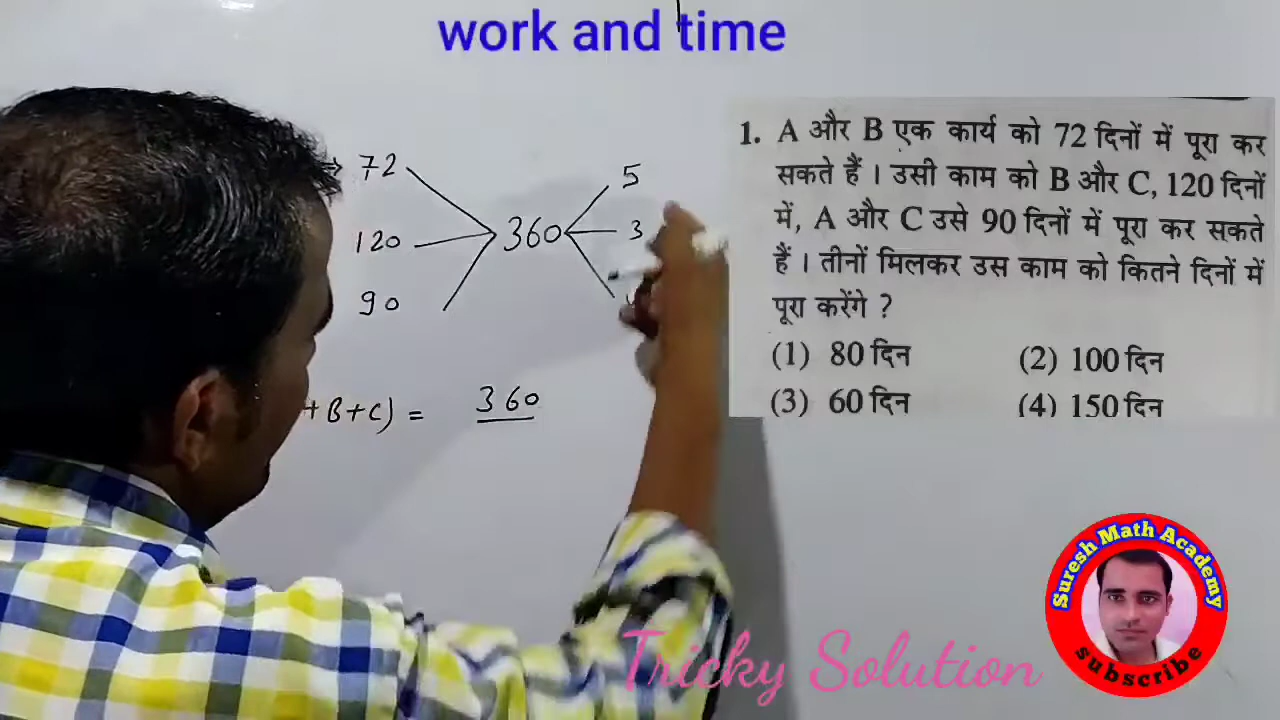 work and time
72
120
90
360
5
3
+B+C) = 360
1. A और B एक कार्य को 72 दिनों में पूरा कर
सकते हैं । उसी काम को B और C, 120 दिनों
में, A और C उसे 90 दिनों में पूरा कर सकते
हैं । तीनों मिलकर उस काम को कितने दिनों में
पूरा करेंगे ?
(1) 80 दिन (2) 100 दिन
(3) 60 दिन (4) 150 दिन
Suresh Math Academy
subscribe
Tricky Solution